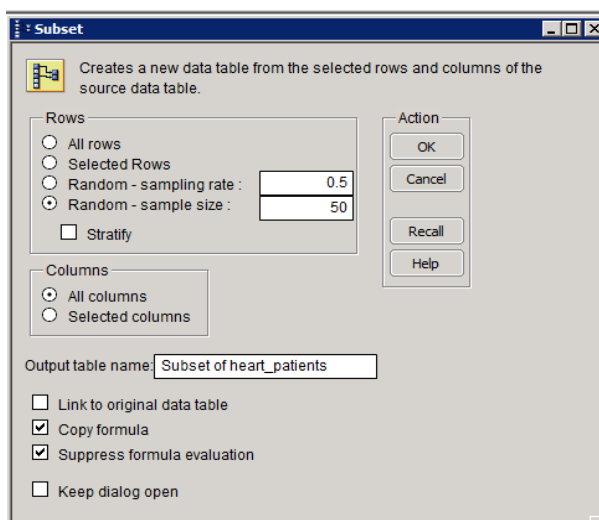 Subset
Creates a new data table from the selected rows and columns of the
source data table.
Rows
All rows
Selected Rows
Random - sampling rate : 0.5
Random - sample size : 50
Stratify
Action
OK
Cancel
Recall
Help
Columns
All columns
Selected columns
Output table name: Subset of heart_patients
Link to original data table
Copy formula
Suppress formula evaluation
Keep dialog open